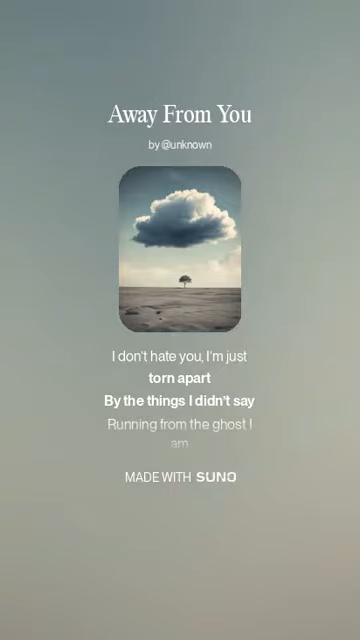 Away From You
by @unknown
I don't hate you, I'm just
torn apart
By the things I didn't say
Running from the ghost I
am
MADE WITH SUNO